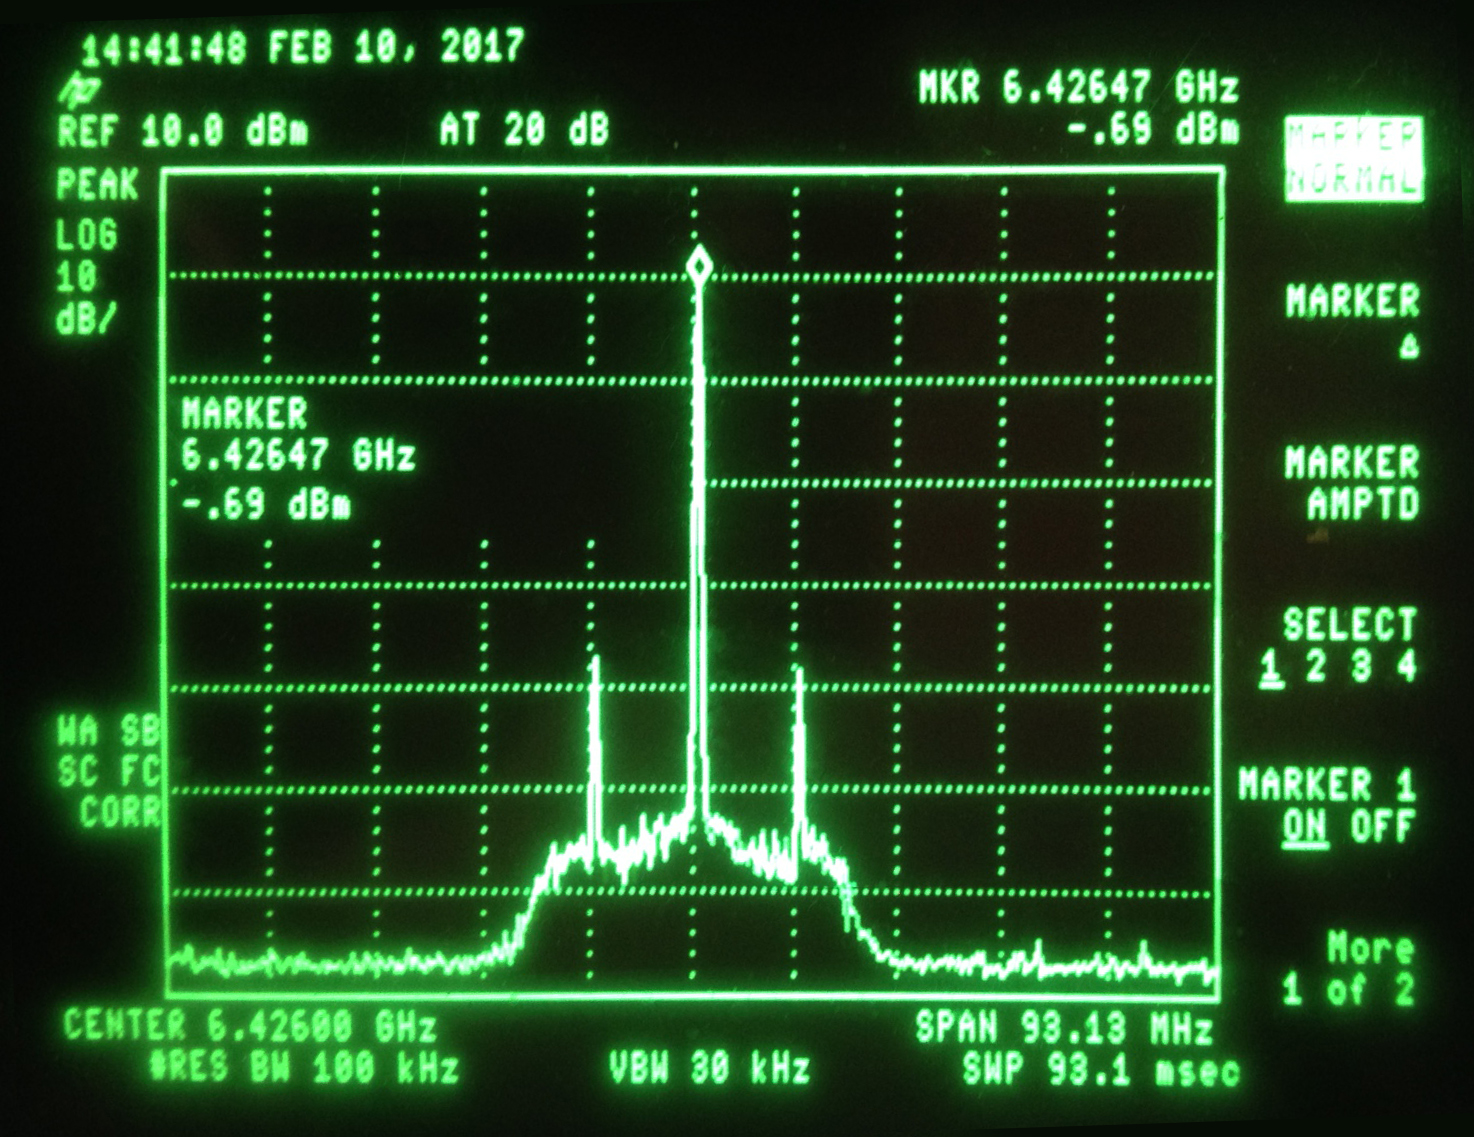 14:41:48 FEB 10, 2017
hp
MKR 6.42647 GHz
REF 10.0 dBm AT 20 dB -.69 dBm
PEAK
LOG
10
dB/
MARKER
NORMAL
MARKER
Δ
MARKER
6.42647 GHz
-.69 dBm
MARKER
AMPTD
SELECT
1 2 3 4
WA SB
SC FC
CORR
MARKER 1
ON OFF
More
1 of 2
CENTER 6.42600 GHz SPAN 93.13 MHz
#RES BW 100 kHz VBW 30 kHz SWP 93.1 msec